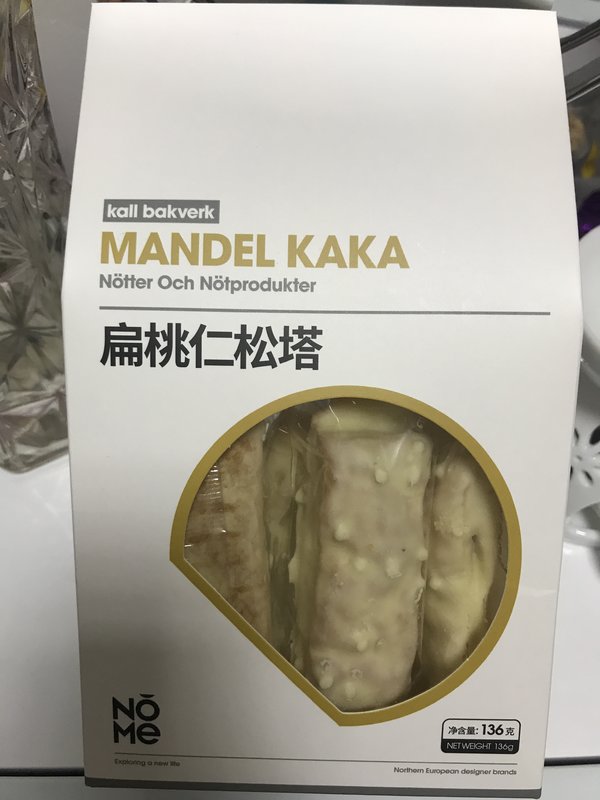 kall bakverk
MANDEL KAKA
Nötter Och Nötprodukter
扁桃仁松塔
NŌ
Me
Exploring a new life
净含量: 136克
NET WEIGHT 136g
Northern European designer brands